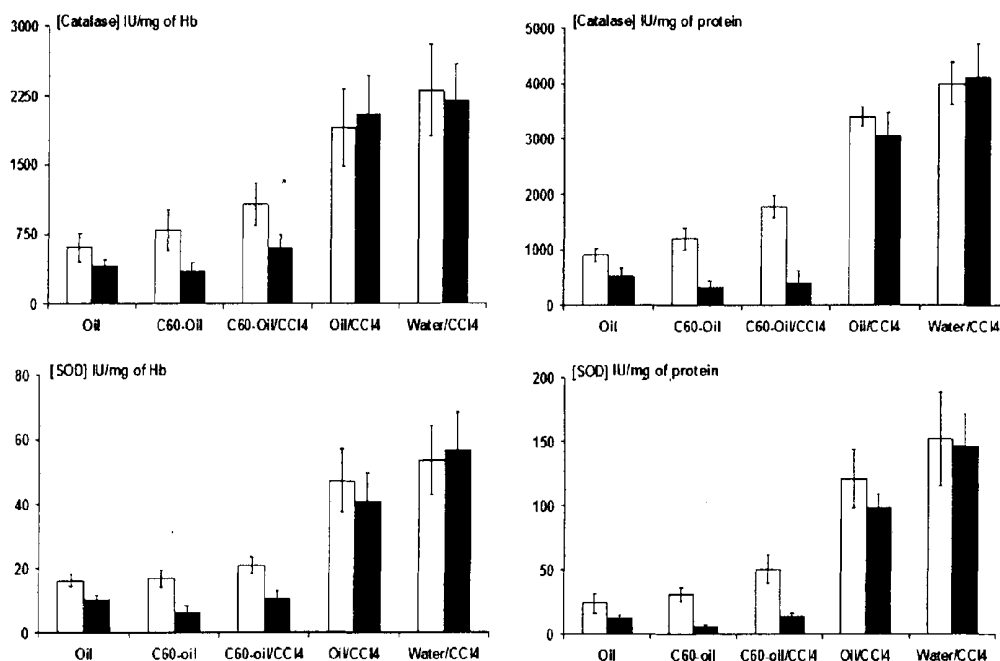 [Catalase] IU/mg of Hb
3000
2250
1500
750
0
Oil C60-Oil C60-Oil/CCl4 Oil/CCl4 Water/CCl4
[Catalase] IU/mg of protein
5000
4000
3000
2000
1000
0
Oil C60-Oil C60-Oil/CCl4 Oil/CCl4 Water/CCl4
[SOD] IU/mg of Hb
80
60
40
20
0
Oil C60-oil C60-oil/CCl4 Oil/CCl4 Water/CCl4
[SOD] IU/mg of protein
200
150
100
50
0
Oil C60-oil C60-oil/CCl4 Oil/CCl4 Water/CCl4